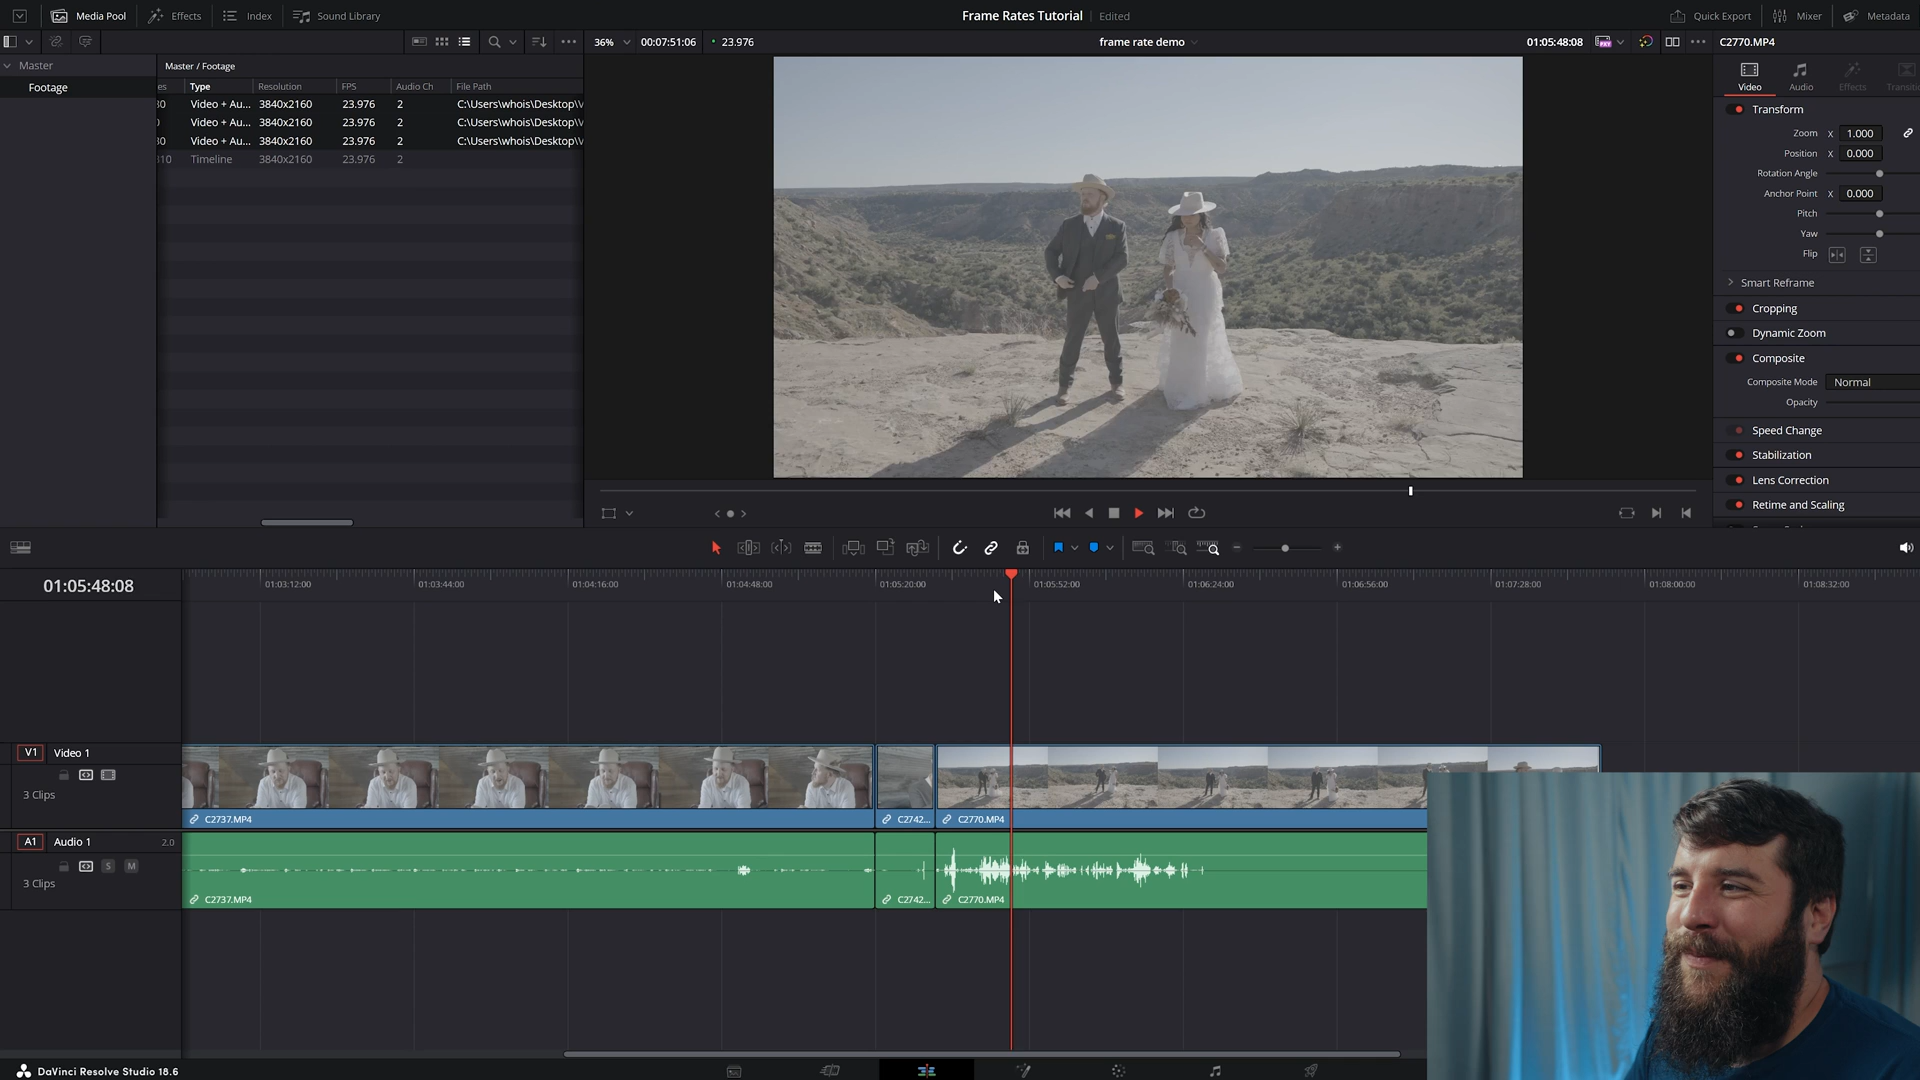 Media Pool Effects Index Sound Library Frame Rates Tutorial Edited Quick Export Mixer Metadata
36% 00:07:51:06 23.976 frame rate demo 01:05:48:08 C2770.MP4
Master
Footage
Master / Footage
es Type Resolution FPS Audio Ch File Path
30 Video + Au... 3840x2160 23.976 2 C:\Users\whois\Desktop\V
Video + Au... 3840x2160 23.976 2 C:\Users\whois\Desktop\V
30 Video + Au... 3840x2160 23.976 2 C:\Users\whois\Desktop\V
Timeline 3840x2160 23.976 2
Video Audio Effects Transitic
Transform
Zoom X 1.000
Position X 0.000
Rotation Angle
Anchor Point X 0.000
Pitch
Yaw
Flip
Smart Reframe
Cropping
Dynamic Zoom
Composite
Composite Mode Normal
Opacity
Speed Change
Stabilization
Lens Correction
Retime and Scaling
01:05:48:08
01:03:12:00 01:03:44:00 01:04:16:00 01:04:48:00 01:05:20:00 01:05:52:00 01:06:24:00 01:06:56:00 01:07:28:00 01:08:00:00 01:08:32:00
V1 Video 1
3 Clips
C2737.MP4 C2742... C2770.MP4
A1 Audio 1 2.0
S M
3 Clips
C2737.MP4 C2742... C2770.MP4
DaVinci Resolve Studio 18.6